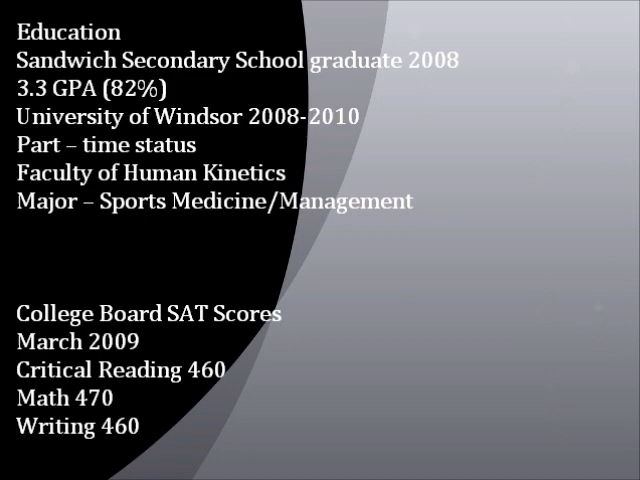 Education
Sandwich Secondary School graduate 2008
3.3 GPA (82%)
University of Windsor 2008-2010
Part – time status
Faculty of Human Kinetics
Major – Sports Medicine/Management
College Board SAT Scores
March 2009
Critical Reading 460
Math 470
Writing 460